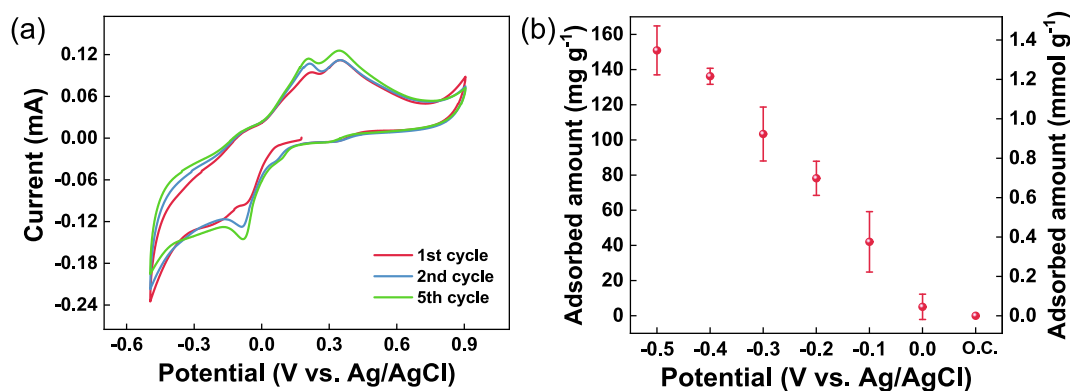 (a)
Current (mA)
0.12
0.06
0.00
-0.06
-0.12
-0.18
-0.24
1st cycle
2nd cycle
5th cycle
-0.6 -0.3 0.0 0.3 0.6 0.9
Potential (V vs. Ag/AgCl)
(b)
Adsorbed amount (mg g⁻¹)
160
140
120
100
80
60
40
20
0
1.4
1.2
1.0
0.8
0.6
0.4
0.2
0.0
Adsorbed amount (mmol g⁻¹)
-0.5 -0.4 -0.3 -0.2 -0.1 0.0 O.C.
Potential (V vs. Ag/AgCl)